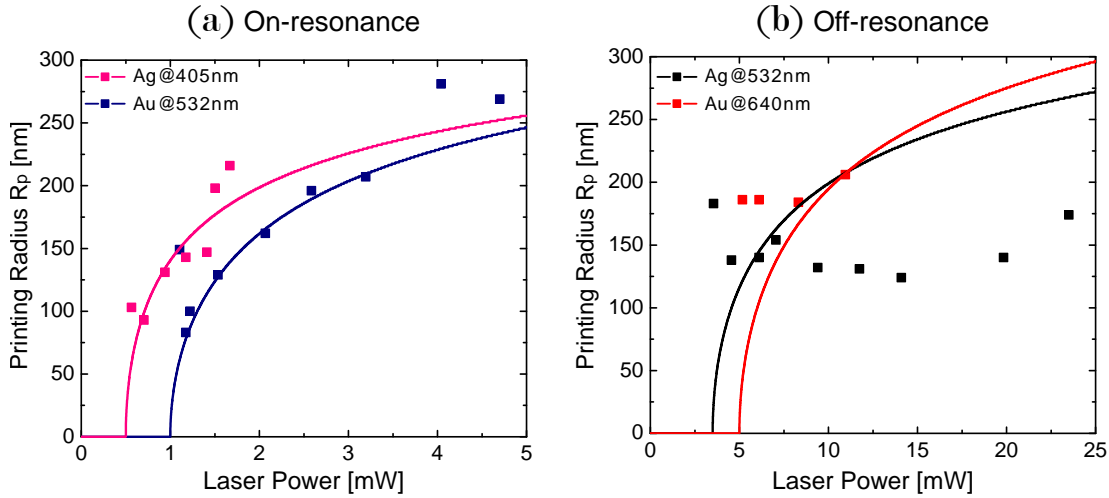 (a) On-resonance
Ag@405nm
Au@532nm
Printing Radius Rp [nm]
300
250
200
150
100
50
0
0 1 2 3 4 5
Laser Power [mW]
(b) Off-resonance
Ag@532nm
Au@640nm
Printing Radius Rp [nm]
300
250
200
150
100
50
0
0 5 10 15 20 25
Laser Power [mW]